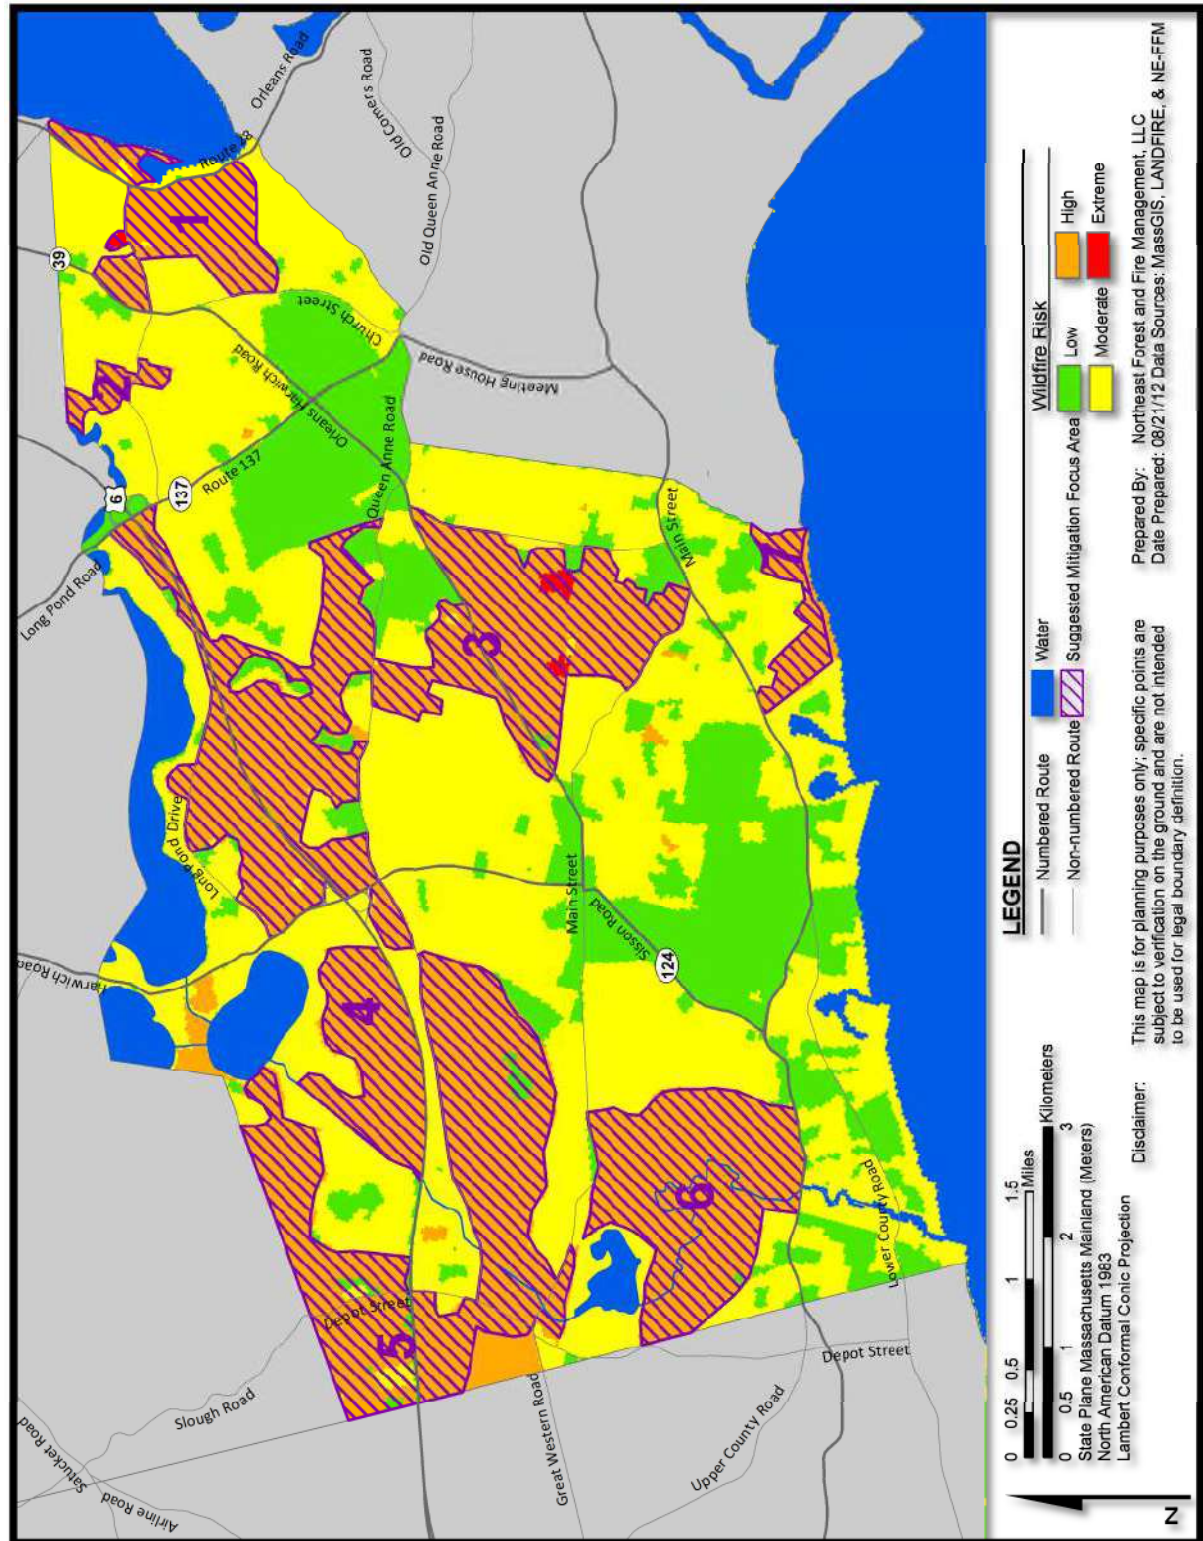 Satucket Road
Airline Road
Slough Road
Harwich Road
Long Pond Drive
Long Pond Road
6
137
Route 137
39
Route 28
Orleans Road
Old Comers Road
Old Queen Anne Road
Church Street
Orleans Harwich Road
Queen Anne Road
Meeting House Road
Depot Street
Great Western Road
Main Street
Sisson Road
124
Main Street
Upper County Road
Depot Street
Lower County Road
1
2
3
4
5
6
7
LEGEND
Numbered Route
Non-numbered Route
Water
Suggested Mitigation Focus Area
Wildfire Risk
Low
High
Moderate
Extreme
0 0.25 0.5 1 1.5
Miles
Kilometers
0 0.5 1 2 3
State Plane Massachusetts Mainland (Meters)
North American Datum 1983
Lambert Conformal Conic Projection
Disclaimer:
This map is for planning purposes only; specific points are
subject to verification on the ground and are not intended
to be used for legal boundary definition.
Prepared By: Northeast Forest and Fire Management, LLC
Date Prepared: 08/21/12 Data Sources: MassGIS, LANDFIRE, & NE-FFM
N